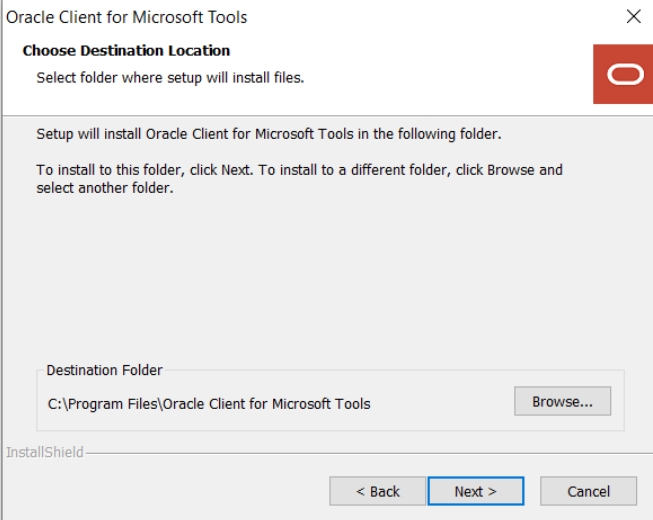 Oracle Client for Microsoft Tools
Choose Destination Location
Select folder where setup will install files.
Setup will install Oracle Client for Microsoft Tools in the following folder.
To install to this folder, click Next. To install to a different folder, click Browse and
select another folder.
Destination Folder
C:\Program Files\Oracle Client for Microsoft Tools
Browse...
InstallShield
< Back
Next >
Cancel